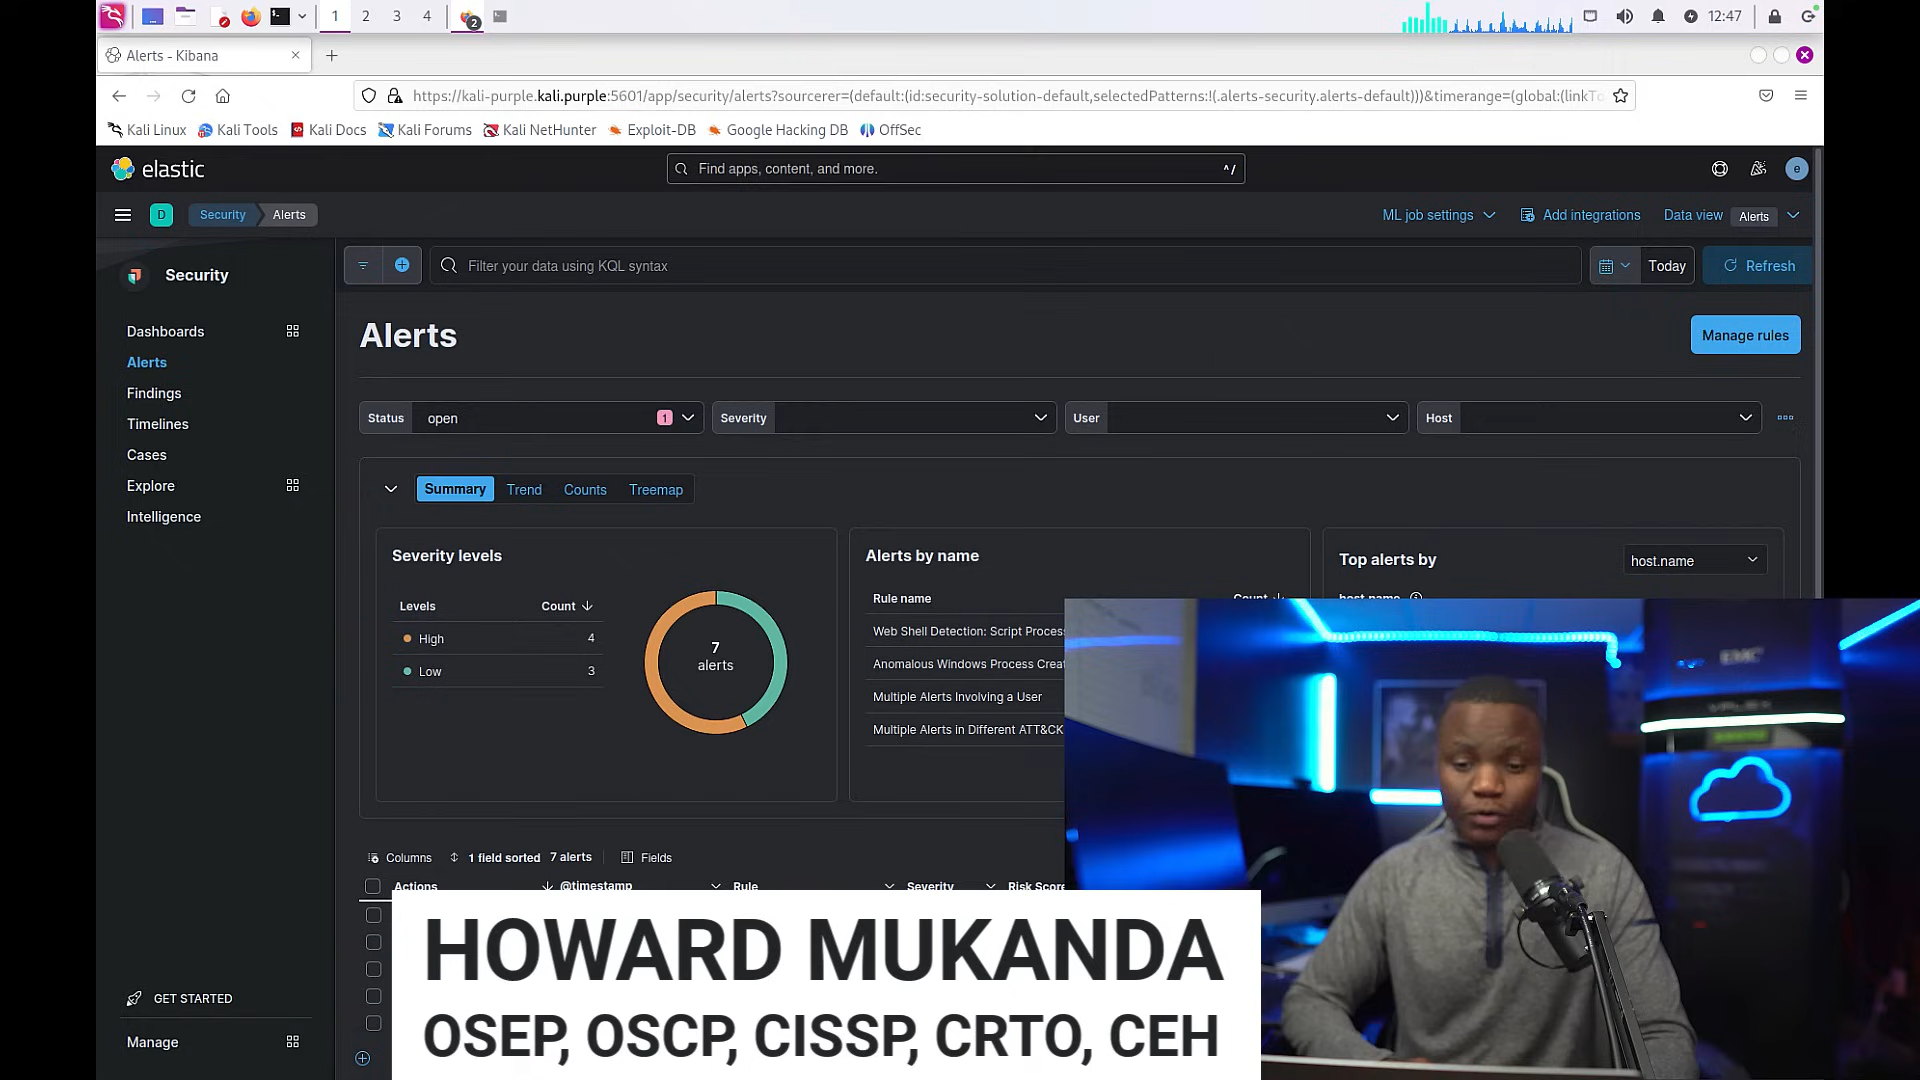 1 2 3 4 2 12:47
Alerts - Kibana
https://kali-purple.kali.purple:5601/app/security/alerts?sourcerer=(default:(id:security-solution-default,selectedPatterns:!(.alerts-security.alerts-default)))&timerange=(global:(linkTo
Kali Linux Kali Tools Kali Docs Kali Forums Kali NetHunter Exploit-DB Google Hacking DB OffSec
elastic Find apps, content, and more. ^/ e
D Security Alerts ML job settings Add integrations Data view Alerts
Security Filter your data using KQL syntax Today Refresh
Dashboards
Alerts
Findings
Timelines
Cases
Explore
Intelligence
GET STARTED
Manage
Alerts Manage rules
Status open 1 Severity User Host
Summary Trend Counts Treemap
Severity levels
Levels Count
High 4
Low 3
7
alerts
Alerts by name
Rule name Count
Web Shell Detection: Script Process
Anomalous Windows Process Creat
Multiple Alerts Involving a User
Multiple Alerts in Different ATT&CK
Top alerts by host.name
host.name
Columns 1 field sorted 7 alerts Fields
Actions @timestamp Rule Severity Risk Score
EMC
HOWARD MUKANDA
OSEP, OSCP, CISSP, CRTO, CEH